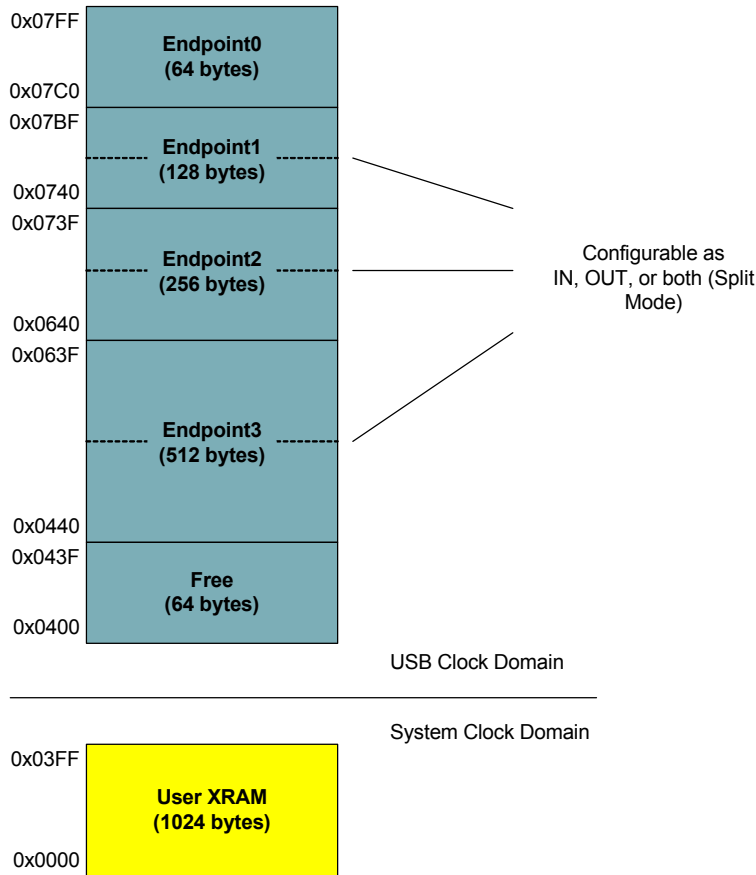 0x07FF
Endpoint0
(64 bytes)
0x07C0
0x07BF
Endpoint1
(128 bytes)
0x0740
0x073F
Endpoint2
(256 bytes)
0x0640
0x063F
Endpoint3
(512 bytes)
0x0440
0x043F
Free
(64 bytes)
0x0400
Configurable as
IN, OUT, or both (Split
Mode)
USB Clock Domain
System Clock Domain
0x03FF
User XRAM
(1024 bytes)
0x0000